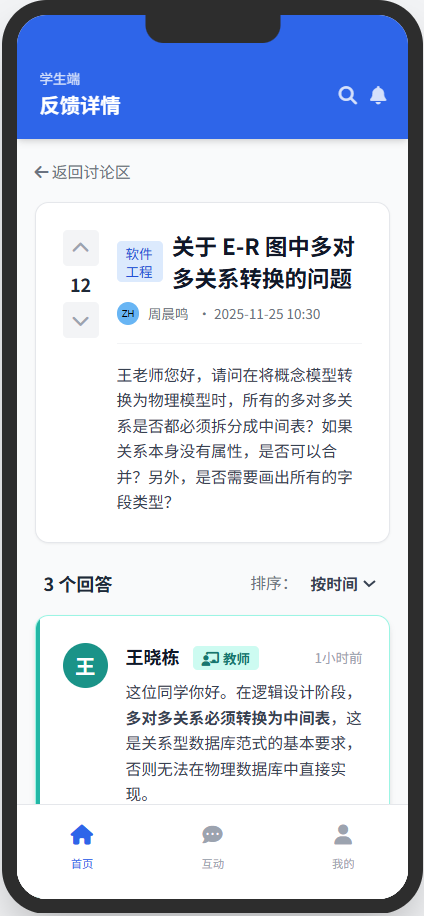 学生端
反馈详情
返回讨论区
12
软件
工程
关于 E-R 图中多对
多关系转换的问题
ZH 周晨鸣 · 2025-11-25 10:30
王老师您好，请问在将概念模型转
换为物理模型时，所有的多对多关
系是否都必须拆分成中间表？如果
关系本身没有属性，是否可以合
并？另外，是否需要画出所有的字
段类型？
3 个回答 排序： 按时间
王 王晓栋 教师 1小时前
这位同学你好。在逻辑设计阶段，
多对多关系必须转换为中间表，这
是关系型数据库范式的基本要求，
否则无法在物理数据库中直接实
现。
首页 互动 我的